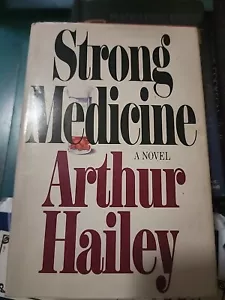 Strong
Medicine
A NOVEL
Arthur
Hailey